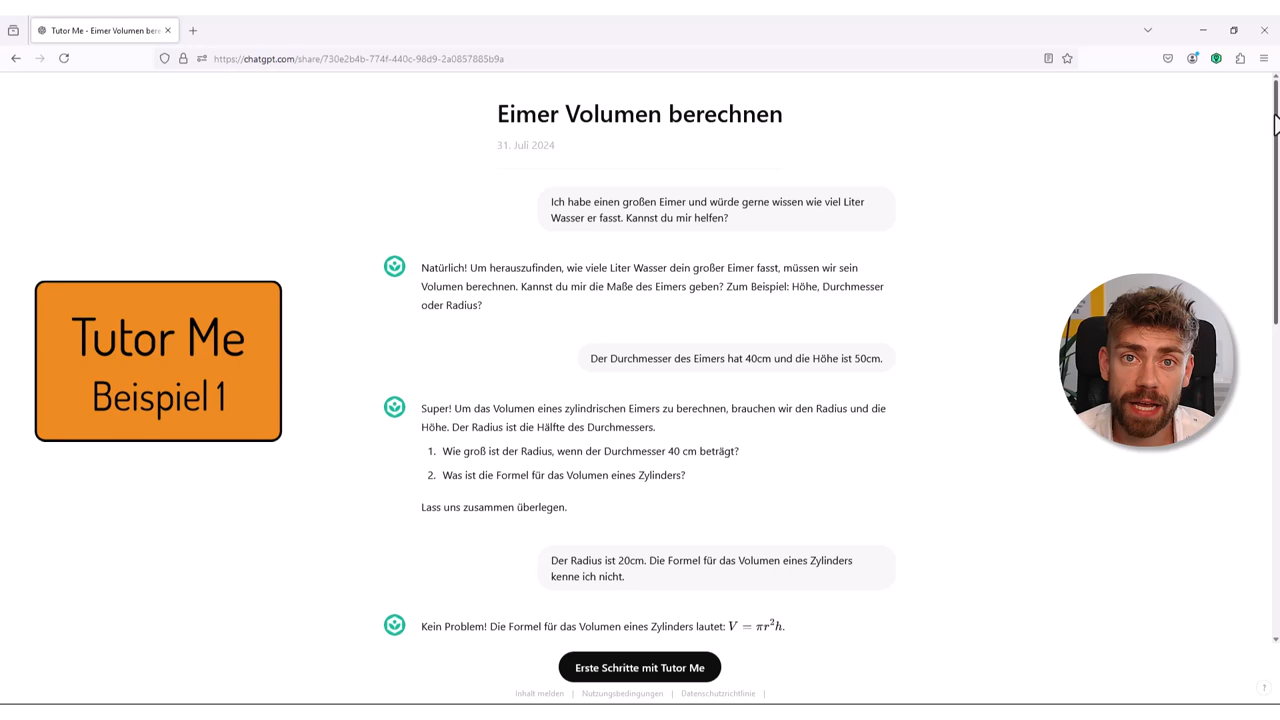 Tutor Me - Eimer Volumen bere
https://chatgpt.com/share/730e2b4b-774f-440c-98d9-2a0857885b9a
Eimer Volumen berechnen
31. Juli 2024
Ich habe einen großen Eimer und würde gerne wissen wie viel Liter
Wasser er fasst. Kannst du mir helfen?
Natürlich! Um herauszufinden, wie viele Liter Wasser dein großer Eimer fasst, müssen wir sein
Volumen berechnen. Kannst du mir die Maße des Eimers geben? Zum Beispiel: Höhe, Durchmesser
oder Radius?
Tutor Me
Beispiel 1
Der Durchmesser des Eimers hat 40cm und die Höhe ist 50cm.
Super! Um das Volumen eines zylindrischen Eimers zu berechnen, brauchen wir den Radius und die
Höhe. Der Radius ist die Hälfte des Durchmessers.
1. Wie groß ist der Radius, wenn der Durchmesser 40 cm beträgt?
2. Was ist die Formel für das Volumen eines Zylinders?
Lass uns zusammen überlegen.
Der Radius ist 20cm. Die Formel für das Volumen eines Zylinders
kenne ich nicht.
Kein Problem! Die Formel für das Volumen eines Zylinders lautet: V = πr²h.
Erste Schritte mit Tutor Me
Inhalt melden | Nutzungsbedingungen | Datenschutzrichtlinie |
?